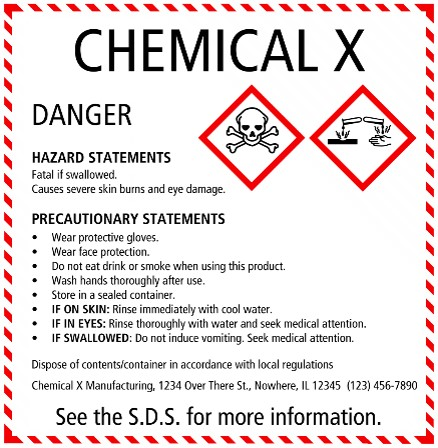 CHEMICAL X
DANGER
HAZARD STATEMENTS
Fatal if swallowed.
Causes severe skin burns and eye damage.
PRECAUTIONARY STATEMENTS
• Wear protective gloves.
• Wear face protection.
• Do not eat drink or smoke when using this product.
• Wash hands thoroughly after use.
• Store in a sealed container.
• IF ON SKIN: Rinse immediately with cool water.
• IF IN EYES: Rinse thoroughly with water and seek medical attention.
• IF SWALLOWED: Do not induce vomiting. Seek medical attention.
Dispose of contents/container in accordance with local regulations
Chemical X Manufacturing, 1234 Over There St., Nowhere, IL 12345 (123) 456-7890
See the S.D.S. for more information.